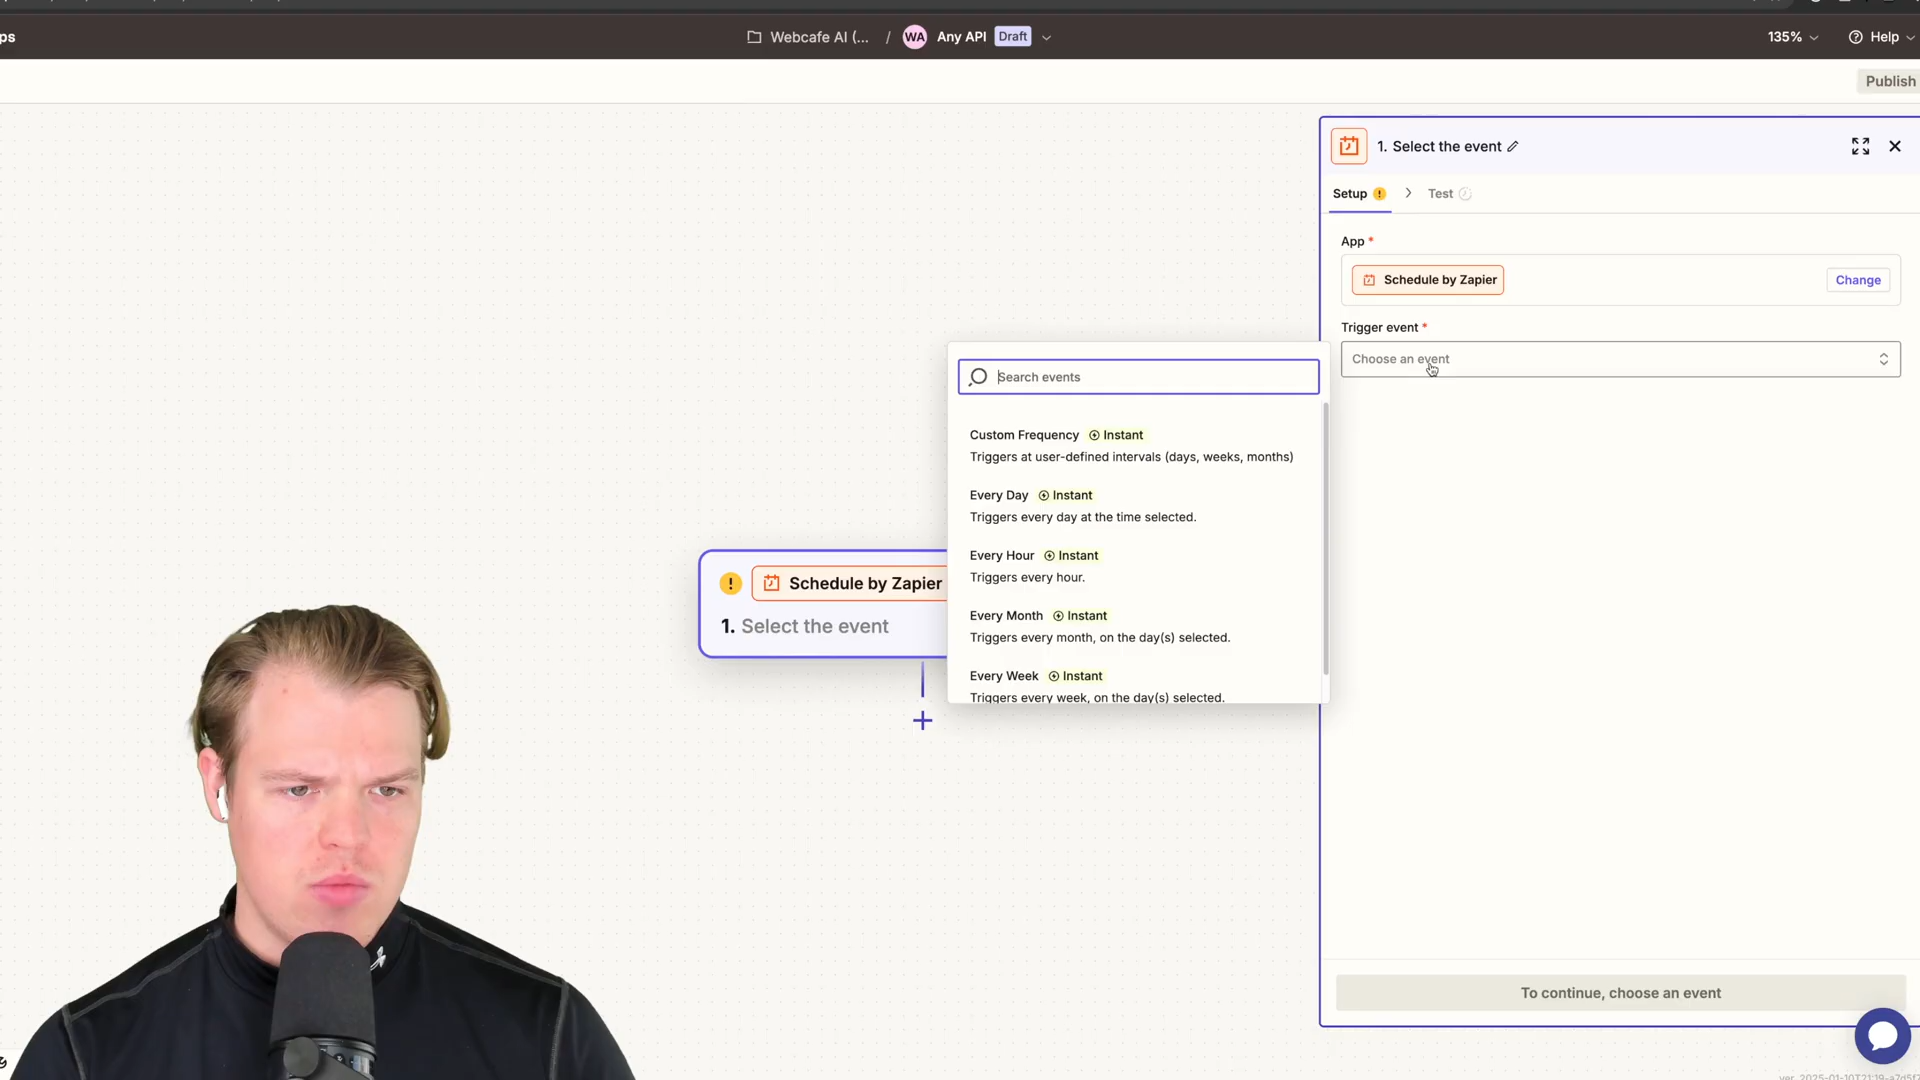 ps
Webcafe AI (... / WA Any API Draft
135%
Help
Publish
1. Select the event
Setup ! > Test
App *
Schedule by Zapier
Change
Trigger event *
Choose an event
Search events
Custom Frequency Instant
Triggers at user-defined intervals (days, weeks, months)
Every Day Instant
Triggers every day at the time selected.
Every Hour Instant
Triggers every hour.
Every Month Instant
Triggers every month, on the day(s) selected.
Every Week Instant
Triggers every week, on the day(s) selected.
! Schedule by Zapier
1. Select the event
+
To continue, choose an event